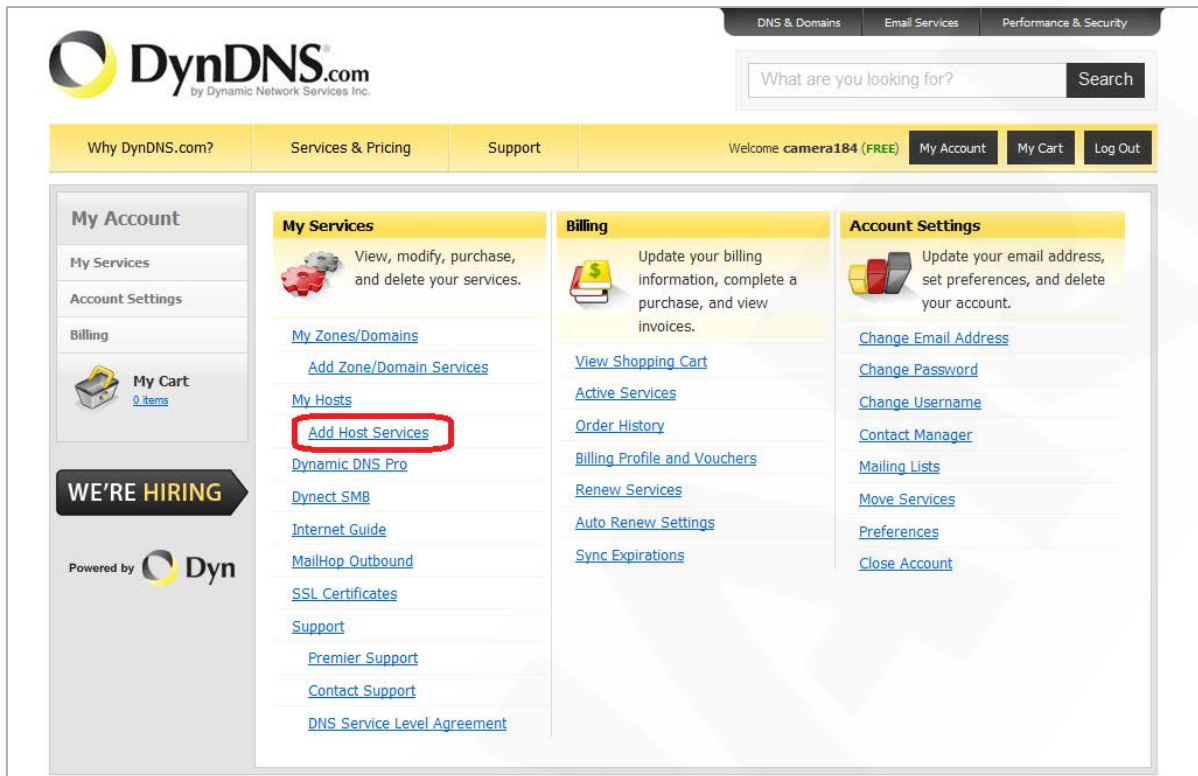 DNS & Domains
Email Services
Performance & Security
DynDNS.com
by Dynamic Network Services Inc.
What are you looking for?
Search
Why DynDNS.com?
Services & Pricing
Support
Welcome camera184 (FREE)
My Account
My Cart
Log Out
My Account
My Services
Account Settings
Billing
My Cart
0 items
WE'RE HIRING
Powered by Dyn
My Services
View, modify, purchase,
and delete your services.
My Zones/Domains
Add Zone/Domain Services
My Hosts
Add Host Services
Dynamic DNS Pro
Dynect SMB
Internet Guide
MailHop Outbound
SSL Certificates
Support
Premier Support
Contact Support
DNS Service Level Agreement
Billing
Update your billing
information, complete a
purchase, and view
invoices.
View Shopping Cart
Active Services
Order History
Billing Profile and Vouchers
Renew Services
Auto Renew Settings
Sync Expirations
Account Settings
Update your email address,
set preferences, and delete
your account.
Change Email Address
Change Password
Change Username
Contact Manager
Mailing Lists
Move Services
Preferences
Close Account